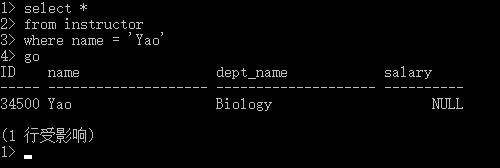 1> select *
2> from instructor
3> where name = 'Yao'
4> go
ID    name                 dept_name            salary
----- -------------------- -------------------- ----------
34500 Yao                  Biology                    NULL
(1 行受影响)
1>